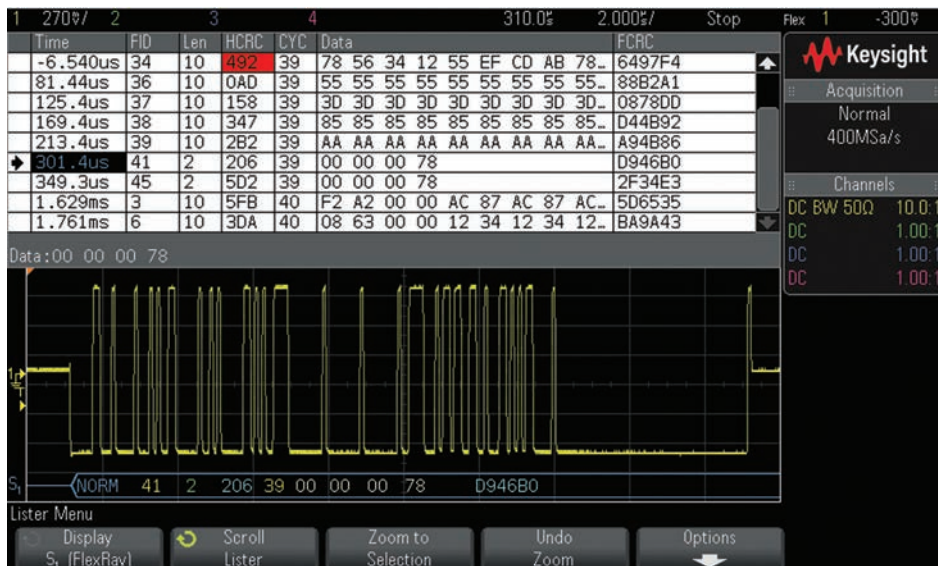 1 270V/ 2 3 4 310.0s 2.000s/ Stop Flex 1 -300V
Time FID Len HCRC CYC Data FCRC
-6.540us 34 10 492 39 78 56 34 12 55 EF CD AB 78… 6497F4
81.44us 36 10 0AD 39 55 55 55 55 55 55 55 55 55… 88B2A1
125.4us 37 10 158 39 3D 3D 3D 3D 3D 3D 3D 3D 3D… 0878DD
169.4us 38 10 347 39 85 85 85 85 85 85 85 85 85… D44B92
213.4us 39 10 2B2 39 AA AA AA AA AA AA AA AA AA… A94B86
301.4us 41 2 206 39 00 00 00 78 D946B0
349.3us 45 2 5D2 39 00 00 00 78 2F34E3
1.629ms 3 10 5FB 40 F2 A2 00 00 AC 87 AC 87 AC… 5D6535
1.761ms 6 10 3DA 40 08 63 00 00 12 34 12 34 12… BA9A43
Data:00 00 00 78
Keysight
Acquisition
Normal
400MSa/s
Channels
DC BW 50Ω 10.0:1
DC 1.00:1
DC 1.00:1
DC 1.00:1
1
T
S₁ NORM 41 2 206 39 00 00 00 78 D946B0
Lister Menu
Display Scroll Zoom to Undo Options
S₁ (FlexRay) Lister Selection Zoom